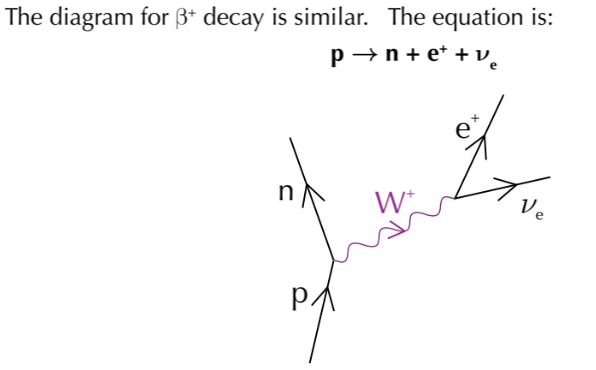 The diagram for β⁺ decay is similar. The equation is:
p → n + e⁺ + νₑ
e⁺
n
W⁺
νₑ
p